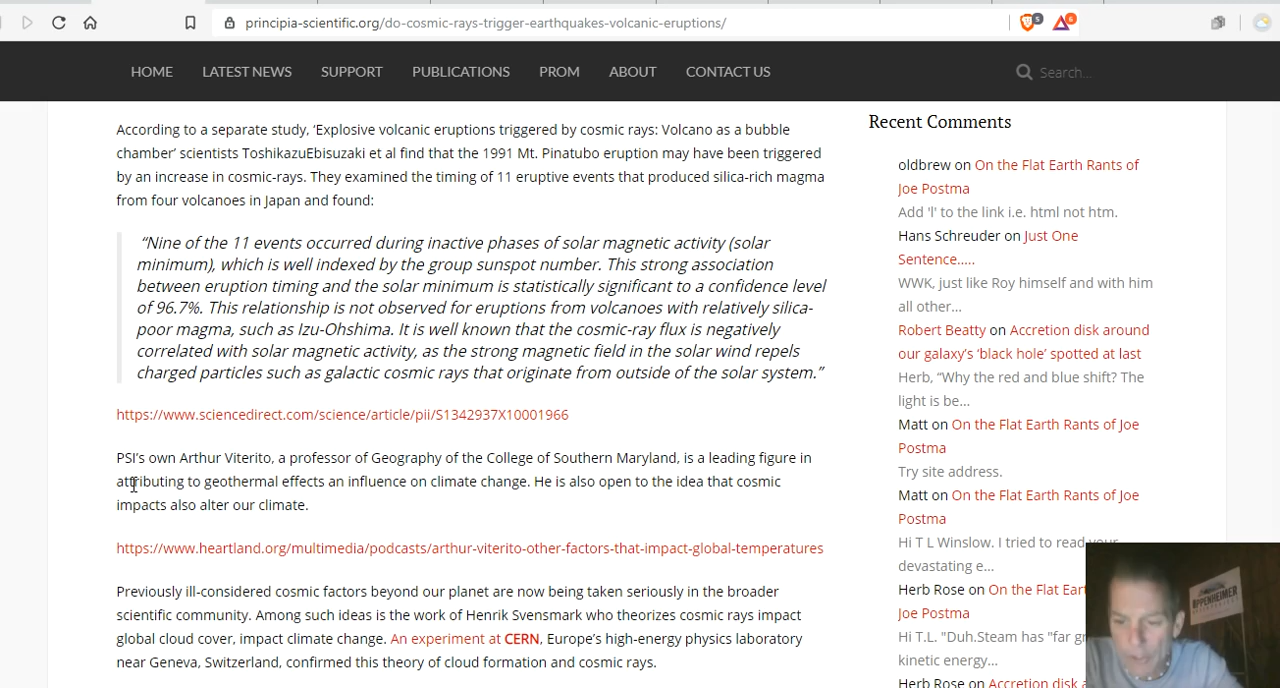 principia-scientific.org/do-cosmic-rays-trigger-earthquakes-volcanic-eruptions/
5
6
HOME LATEST NEWS SUPPORT PUBLICATIONS PROM ABOUT CONTACT US
Search...
According to a separate study, ‘Explosive volcanic eruptions triggered by cosmic rays: Volcano as a bubble
chamber’ scientists ToshikazuEbisuzaki et al find that the 1991 Mt. Pinatubo eruption may have been triggered
by an increase in cosmic-rays. They examined the timing of 11 eruptive events that produced silica-rich magma
from four volcanoes in Japan and found:
“Nine of the 11 events occurred during inactive phases of solar magnetic activity (solar
minimum), which is well indexed by the group sunspot number. This strong association
between eruption timing and the solar minimum is statistically significant to a confidence level
of 96.7%. This relationship is not observed for eruptions from volcanoes with relatively silica-
poor magma, such as Izu-Ohshima. It is well known that the cosmic-ray flux is negatively
correlated with solar magnetic activity, as the strong magnetic field in the solar wind repels
charged particles such as galactic cosmic rays that originate from outside of the solar system.”
https://www.sciencedirect.com/science/article/pii/S1342937X10001966
PSI’s own Arthur Viterito, a professor of Geography of the College of Southern Maryland, is a leading figure in
attributing to geothermal effects an influence on climate change. He is also open to the idea that cosmic
impacts also alter our climate.
https://www.heartland.org/multimedia/podcasts/arthur-viterito-other-factors-that-impact-global-temperatures
Previously ill-considered cosmic factors beyond our planet are now being taken seriously in the broader
scientific community. Among such ideas is the work of Henrik Svensmark who theorizes cosmic rays impact
global cloud cover, impact climate change. An experiment at CERN, Europe’s high-energy physics laboratory
near Geneva, Switzerland, confirmed this theory of cloud formation and cosmic rays.
Recent Comments
oldbrew on On the Flat Earth Rants of
Joe Postma
Add 'l' to the link i.e. html not htm.
Hans Schreuder on Just One
Sentence…..
WWK, just like Roy himself and with him
all other…
Robert Beatty on Accretion disk around
our galaxy’s ‘black hole’ spotted at last
Herb, “Why the red and blue shift? The
light is be…
Matt on On the Flat Earth Rants of Joe
Postma
Try site address.
Matt on On the Flat Earth Rants of Joe
Postma
Hi T L Winslow. I tried to read your
devastating e…
Herb Rose on On the Flat Ea
Joe Postma
Hi T.L. "Duh.Steam has "far gr
kinetic energy…
Herb Rose on Accretion disk a
OPPENHEIMER